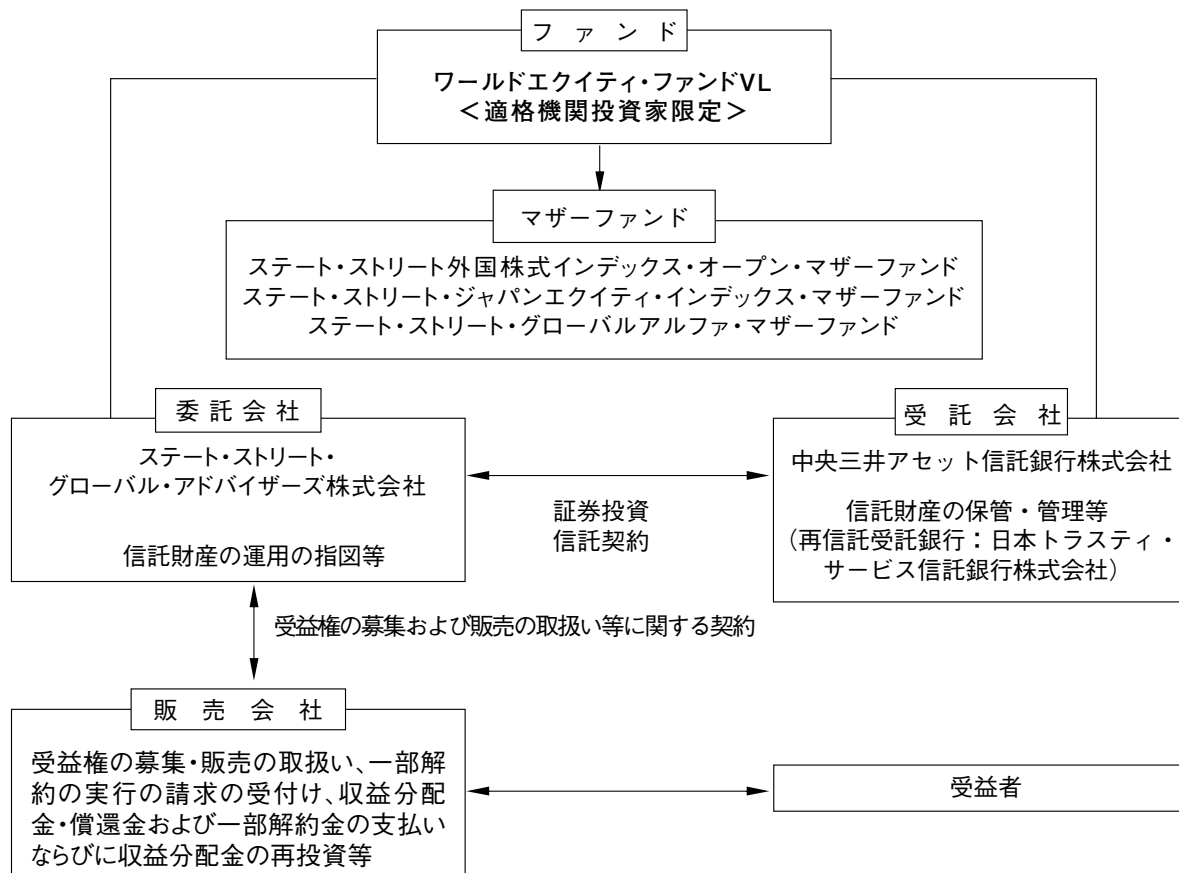 ファンド
ワールドエクイティ・ファンドVL
＜適格機関投資家限定＞
マザーファンド
ステート・ストリート外国株式インデックス・オープン・マザーファンド
ステート・ストリート・ジャパンエクイティ・インデックス・マザーファンド
ステート・ストリート・グローバルアルファ・マザーファンド
委託会社
ステート・ストリート・
グローバル・アドバイザーズ株式会社
信託財産の運用の指図等
証券投資
信託契約
受託会社
中央三井アセット信託銀行株式会社
信託財産の保管・管理等
（再信託受託銀行：日本トラスティ・
サービス信託銀行株式会社）
受益権の募集および販売の取扱い等に関する契約
販売会社
受益権の募集・販売の取扱い、一部解
約の実行の請求の受付け、収益分配
金・償還金および一部解約金の支払い
ならびに収益分配金の再投資等
受益者